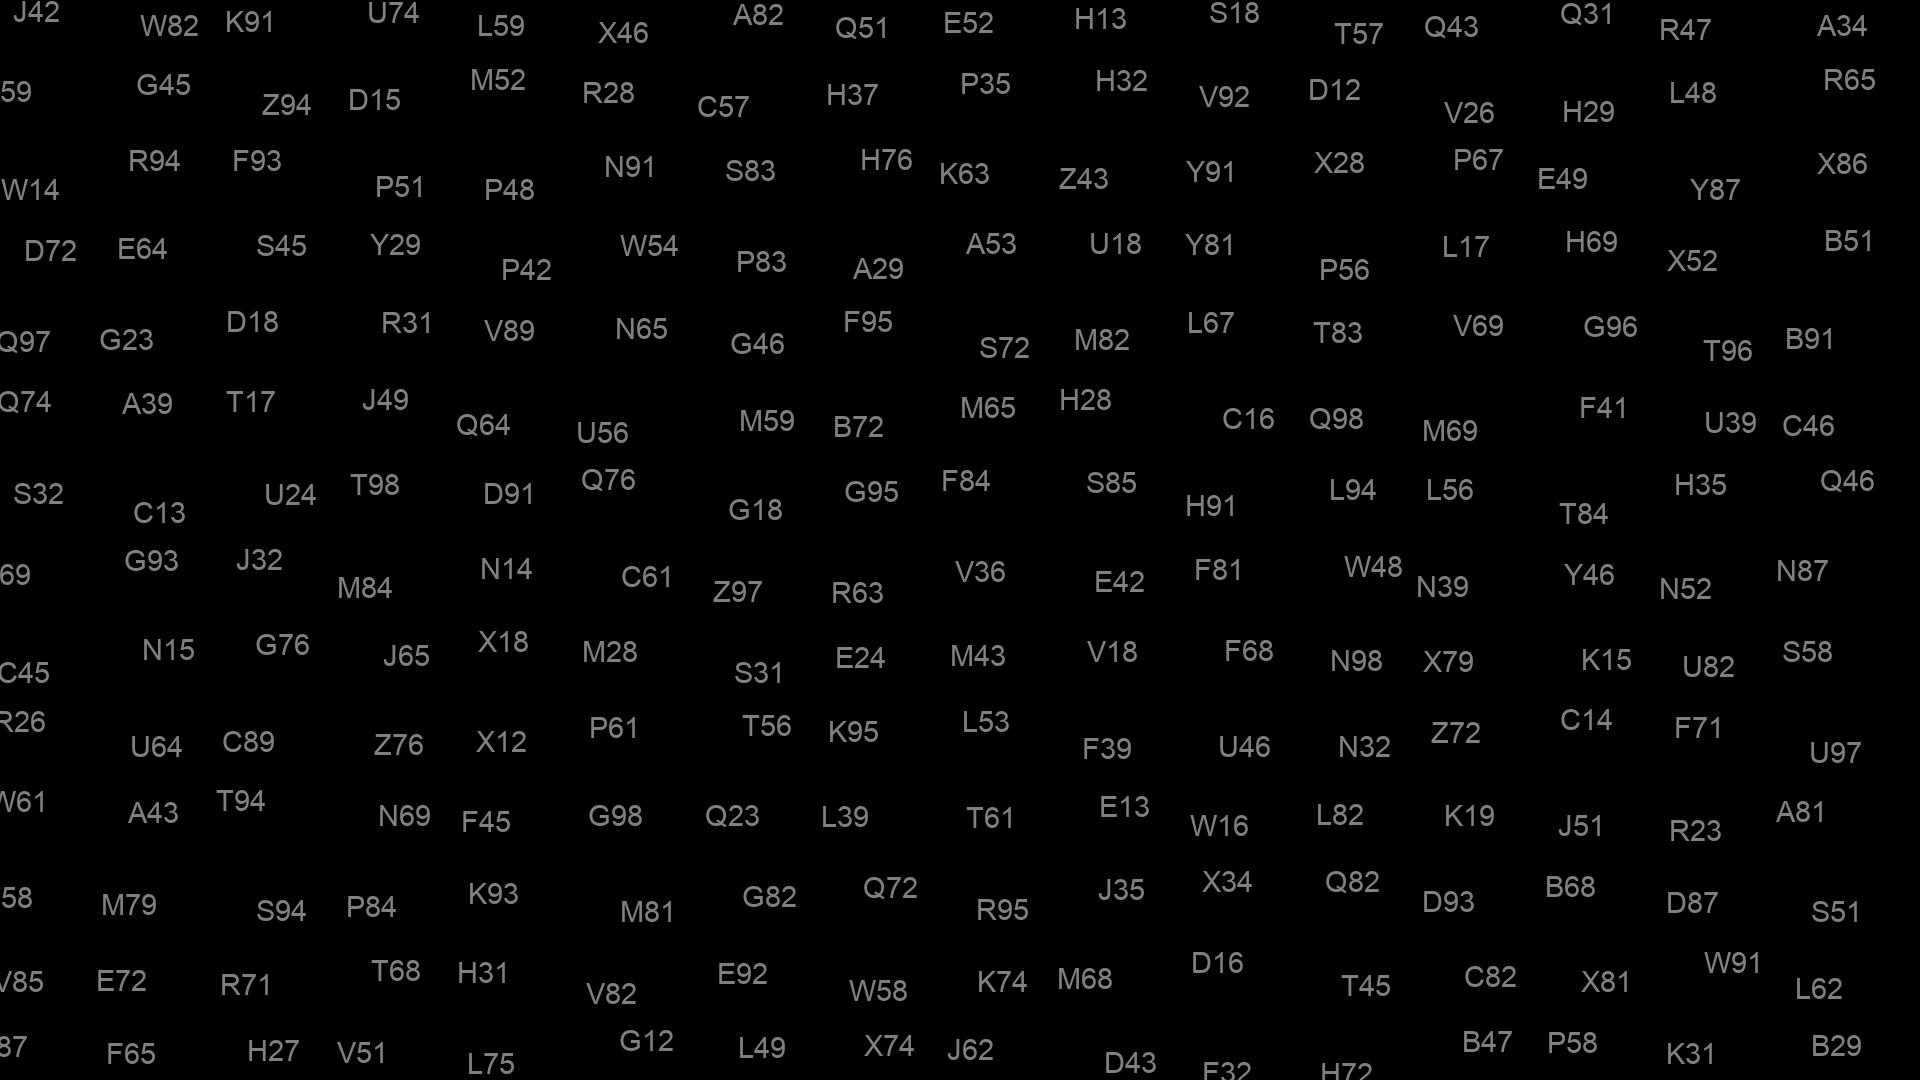 J42 W82 K91 U74 L59 X46 A82 Q51 E52 H13 S18 T57 Q43 Q31 R47 A34
59 G45 Z94 D15 M52 R28 C57 H37 P35 H32 V92 D12 V26 H29 L48 R65
W14 R94 F93 P51 P48 N91 S83 H76 K63 Z43 Y91 X28 P67 E49 Y87 X86
D72 E64 S45 Y29 P42 W54 P83 A29 A53 U18 Y81 P56 L17 H69 X52 B51
Q97 G23 D18 R31 V89 N65 G46 F95 S72 M82 L67 T83 V69 G96 T96 B91
Q74 A39 T17 J49 Q64 U56 M59 B72 M65 H28 C16 Q98 M69 F41 U39 C46
S32 C13 U24 T98 D91 Q76 G18 G95 F84 S85 H91 L94 L56 T84 H35 Q46
69 G93 J32 M84 N14 C61 Z97 R63 V36 E42 F81 W48 N39 Y46 N52 N87
C45 N15 G76 J65 X18 M28 S31 E24 M43 V18 F68 N98 X79 K15 U82 S58
R26 U64 C89 Z76 X12 P61 T56 K95 L53 F39 U46 N32 Z72 C14 F71 U97
W61 A43 T94 N69 F45 G98 Q23 L39 T61 E13 W16 L82 K19 J51 R23 A81
58 M79 S94 P84 K93 M81 G82 Q72 R95 J35 X34 Q82 D93 B68 D87 S51
V85 E72 R71 T68 H31 V82 E92 W58 K74 M68 D16 T45 C82 X81 W91 L62
87 F65 H27 V51 L75 G12 L49 X74 J62 D43 H72 B47 P58 K31 B29